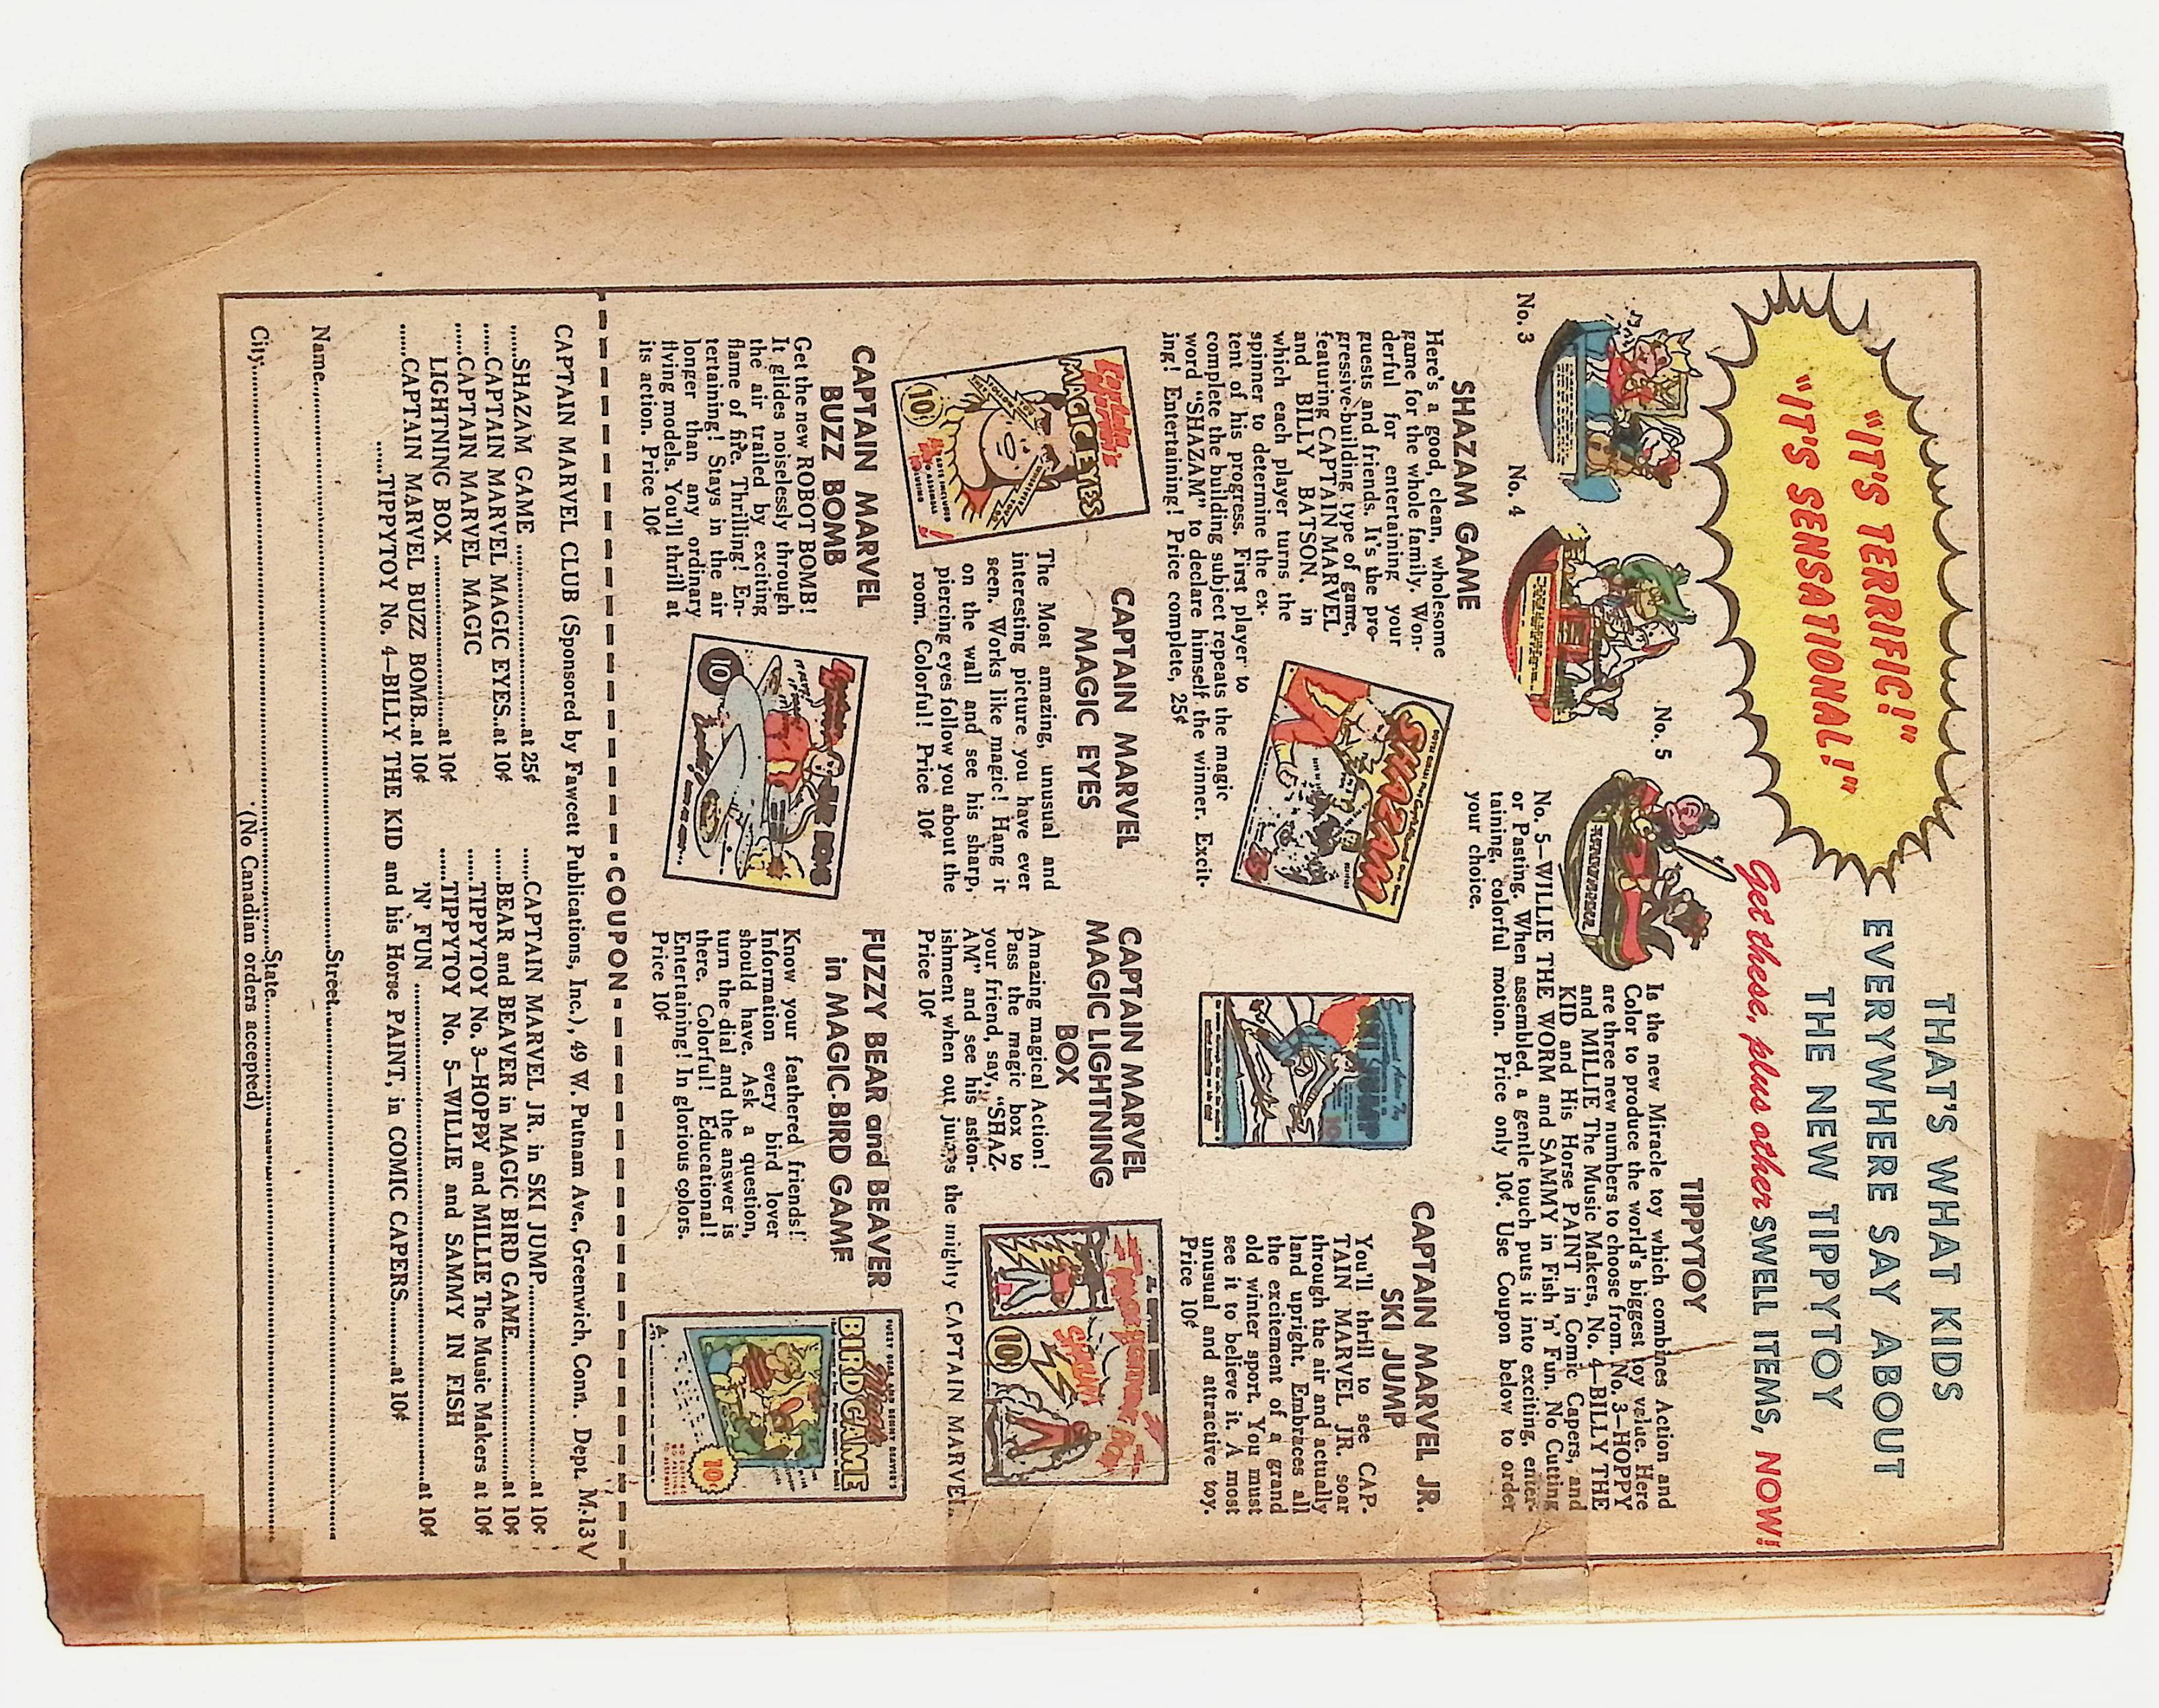 "IT'S TERRIFIC!"
"IT'S SENSATIONAL!"
THAT'S WHAT KIDS
EVERYWHERE SAY ABOUT
THE NEW TIPPYTOY
Get these, plus other SWELL ITEMS, NOW!
No. 3
No. 4
No. 5
TIPPYTOY
Is the new Miracle toy which combines Action and
Color to produce the world's biggest toy value. Here
are three new numbers to choose from. No. 3—HOPPY
and MILLIE The Music Makers, No. 4—BILLY THE
KID and His Horse PAINT in Comic Capers, and
No. 5—WILLIE THE WORM and SAMMY in Fish 'n' Fun. No Cutting
or Pasting. When assembled, a gentle touch puts it into exciting, enter-
taining, colorful motion. Price only 10¢. Use Coupon below to order
your choice.
SHAZAM GAME
Here's a good, clean, wholesome
game for the whole family. Won-
derful for entertaining your
guests and friends. It's the pro-
gressive-building type of game,
featuring CAPTAIN MARVEL
and BILLY BATSON, in
which each player turns the
spinner to determine the ex-
tent of his progress. First player to
complete the building subject repeats the magic
word "SHAZAM" to declare himself the winner. Excit-
ing! Entertaining! Price complete, 25¢
SHAZAM
SKI JUMP
CAPTAIN MARVEL JR.
SKI JUMP
You'll thrill to see CAP-
TAIN MARVEL JR. soar
through the air and actually
land upright. Embraces all
the excitement of a grand
old winter sport. You must
see it to believe it. A most
unusual and attractive toy.
Price 10¢
Captain Marvel's
MAGIC EYES
10¢
CAPTAIN MARVEL
MAGIC EYES
The Most amazing, unusual and
interesting picture you have ever
seen. Works like magic! Hang it
on the wall and see his sharp,
piercing eyes follow you about the
room. Colorful! Price 10¢
CAPTAIN MARVEL
MAGIC LIGHTNING
BOX
Amazing magical Action!
Pass the magic box to
your friend, say, "SHAZ-
AM" and see his aston-
ishment when out jumps the mighty CAPTAIN MARVEL.
Price 10¢
MAGIC LIGHTNING BOX
SHAZAM
10¢
CAPTAIN MARVEL
BUZZ BOMB
Get the new ROBOT BOMB!
It glides noiselessly through
the air trailed by exciting
flame of fire. Thrilling! En-
tertaining! Stays in the air
longer than any ordinary
flying models. You'll thrill at
its action. Price 10¢
BUZZ BOMB
10
FUZZY BEAR and BEAVER
in MAGIC-BIRD GAME
Know your feathered friends!
Information every bird lover
should have. Ask a question,
turn the dial and the answer is
there. Colorful! Educational!
Entertaining! In glorious colors.
Price 10¢
Magic
BIRD GAME
10¢
COUPON
CAPTAIN MARVEL CLUB (Sponsored by Fawcett Publications, Inc.), 49 W. Putnam Ave., Greenwich, Conn. Dept. M-13V
......SHAZAM GAME ..............................at 25¢
......CAPTAIN MARVEL MAGIC EYES..at 10¢
......CAPTAIN MARVEL MAGIC
LIGHTNING BOX ..............................at 10¢
......CAPTAIN MARVEL BUZZ BOMB..at 10¢
......CAPTAIN MARVEL JR. in SKI JUMP..............................at 10¢
......BEAR and BEAVER in MAGIC BIRD GAME....................at 10¢
......TIPPYTOY No. 3—HOPPY and MILLIE The Music Makers at 10¢
......TIPPYTOY No. 5—WILLIE and SAMMY IN FISH
'N' FUN ..............................at 10¢
......TIPPYTOY No. 4—BILLY THE KID and his Horse PAINT, in COMIC CAPERS..............at 10¢
Name..............................Street..............................
City..............................State..............................
(No Canadian orders accepted)